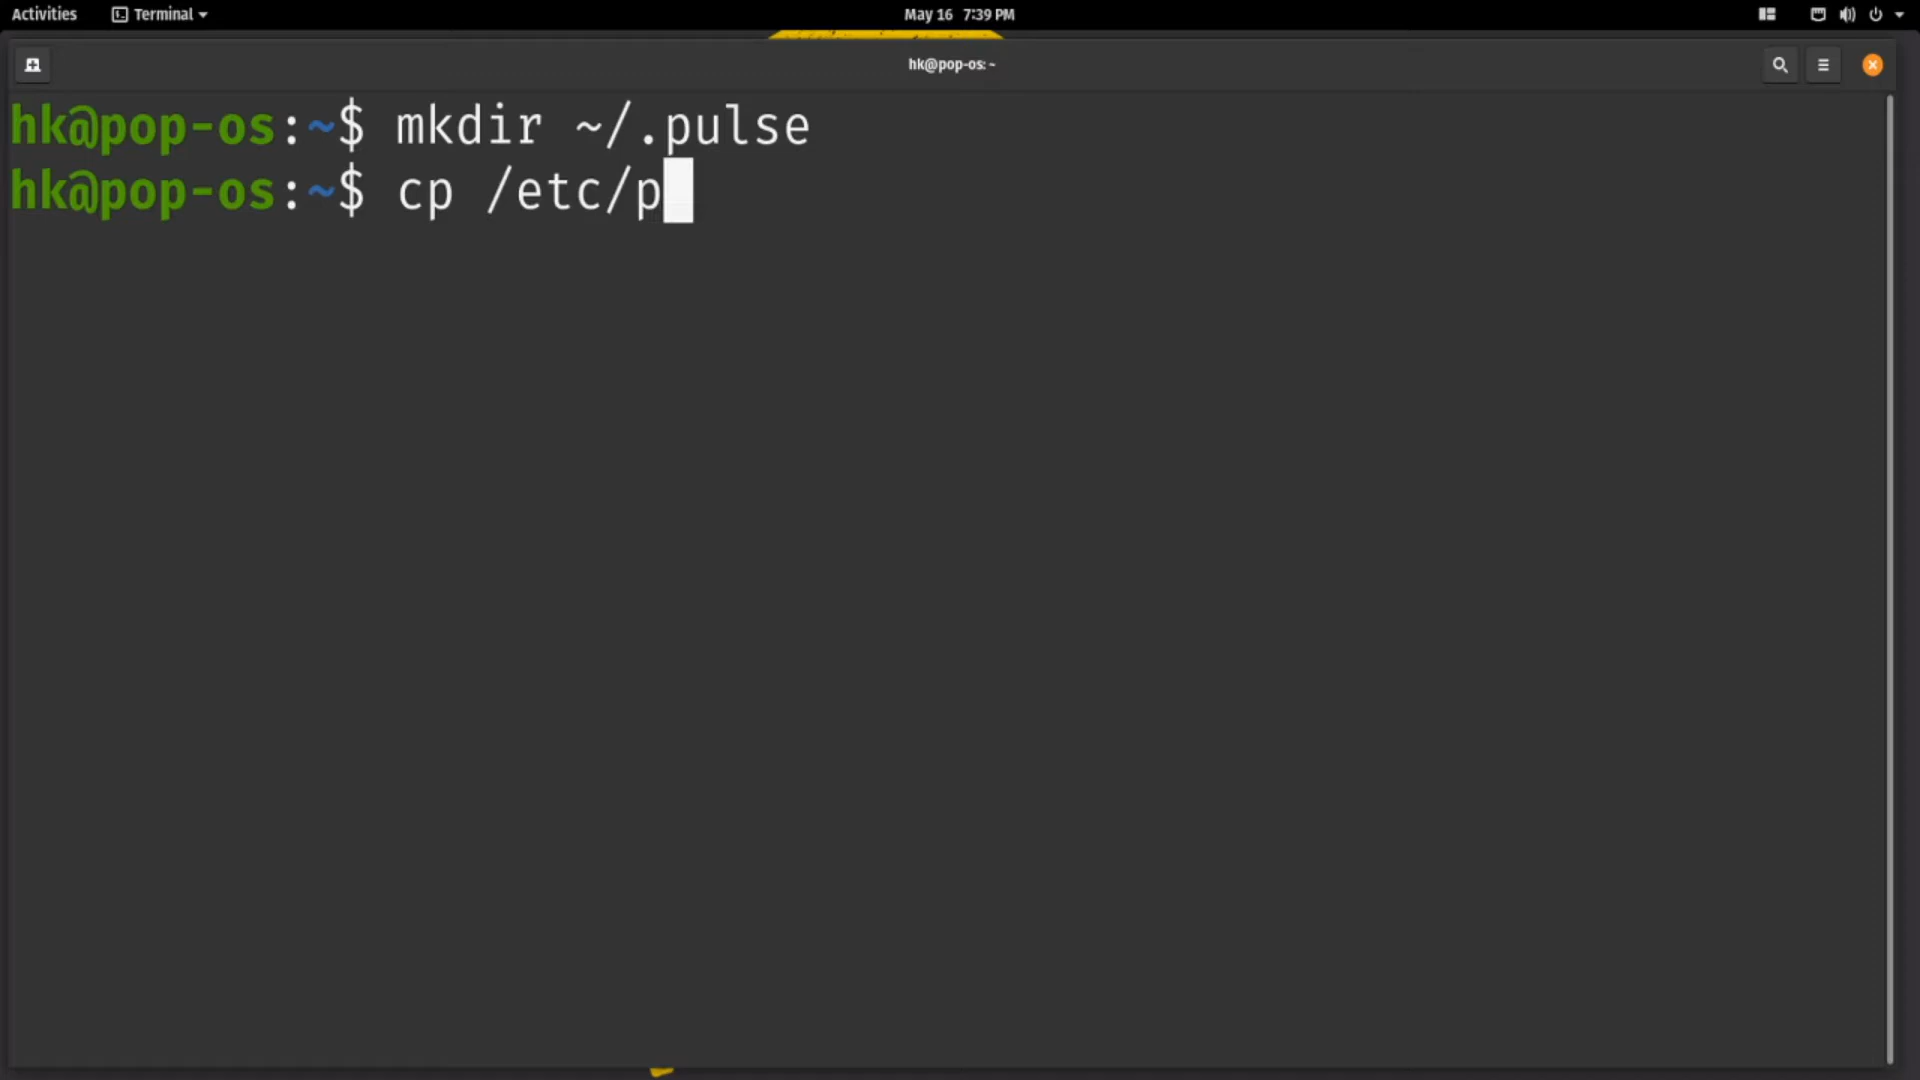 Activities Terminal May 16 7:39 PM
hk@pop-os: ~
hk@pop-os:~$ mkdir ~/.pulse
hk@pop-os:~$ cp /etc/p